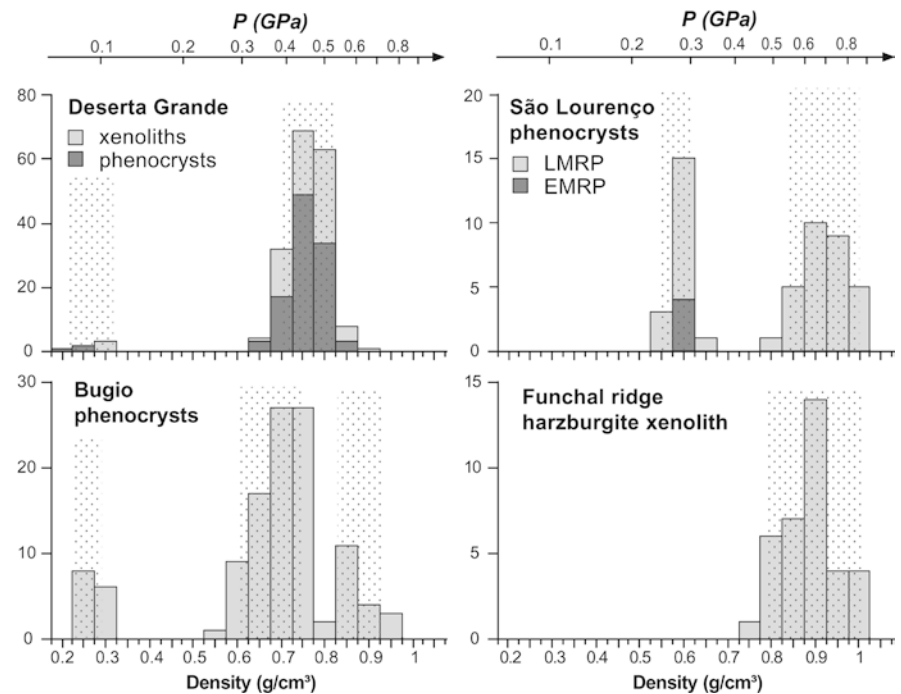 P (GPa)
0.1 0.2 0.3 0.4 0.5 0.6 0.8
P (GPa)
0.1 0.2 0.3 0.4 0.5 0.6 0.8
80
60
40
20
0
Deserta Grande
xenoliths
phenocrysts
20
15
10
5
0
São Lourenço
phenocrysts
LMRP
EMRP
30
20
10
0
Bugio
phenocrysts
0.2 0.3 0.4 0.5 0.6 0.7 0.8 0.9 1
Density (g/cm³)
15
10
5
0
Funchal ridge
harzburgite xenolith
0.2 0.3 0.4 0.5 0.6 0.7 0.8 0.9 1
Density (g/cm³)